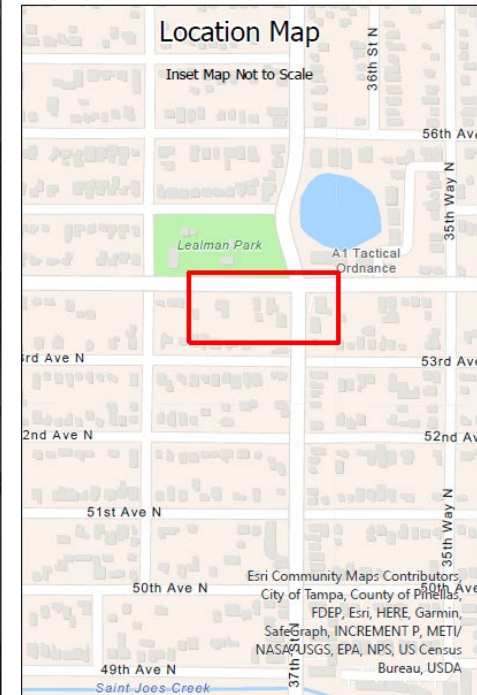 Location Map
Inset Map Not to Scale
36th St N
56th Ave
35th Way N
Lealman Park
A1 Tactical
Ordnance
rd Ave N
53rd Ave
2nd Ave N
52nd Av
51st Ave N
35th Way N
50th Ave N
50th Ave
Esri Community Maps Contributors,
City of Tampa, County of Pinellas,
FDEP, Esri, HERE, Garmin,
SafeGraph, INCREMENT P, METI/
NASA, USGS, EPA, NPS, US Census
Bureau, USDA
37th St N
49th Ave N
Saint Joes Creek